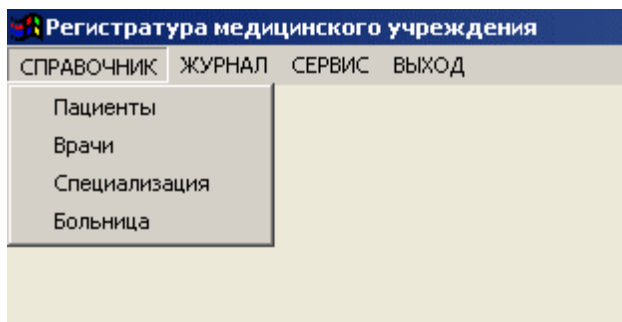 Регистратура медицинского учреждения
СПРАВОЧНИК ЖУРНАЛ СЕРВИС ВЫХОД
Пациенты
Врачи
Специализация
Больница